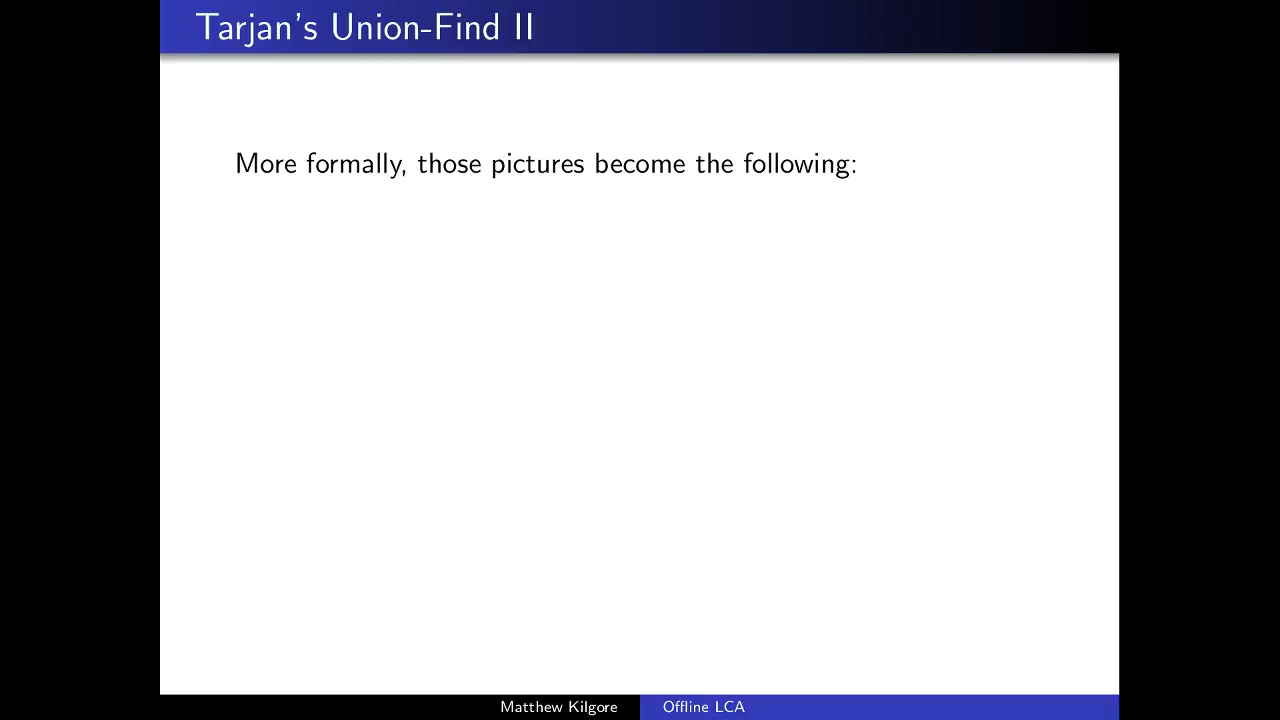 Tarjan's Union-Find II
More formally, those pictures become the following:
Matthew Kilgore
Offline LCA